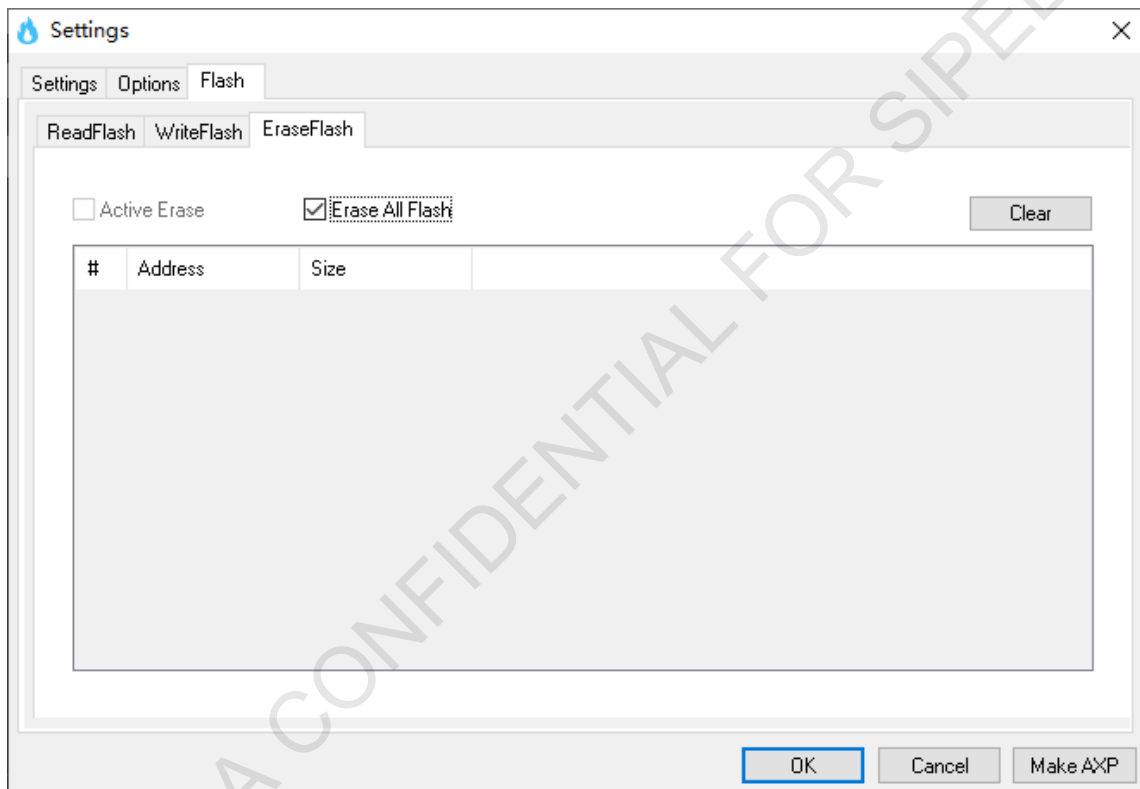 Settings
Settings Options Flash
ReadFlash WriteFlash EraseFlash
Active Erase Erase All Flash Clear
# Address Size
OK Cancel Make AXP
A CONFIDENTIAL FOR SIPE